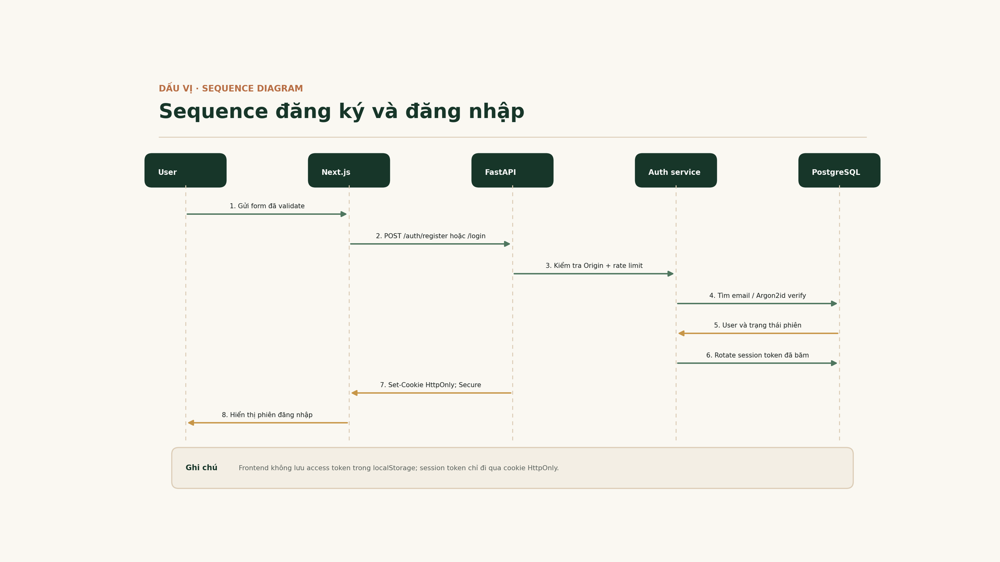 DẤU VỊ · SEQUENCE DIAGRAM
Sequence đăng ký và đăng nhập
User
Next.js
FastAPI
Auth service
PostgreSQL
1. Gửi form đã validate
2. POST /auth/register hoặc /login
3. Kiểm tra Origin + rate limit
4. Tìm email / Argon2id verify
5. User và trạng thái phiên
6. Rotate session token đã băm
7. Set-Cookie HttpOnly; Secure
8. Hiển thị phiên đăng nhập
Ghi chú Frontend không lưu access token trong localStorage; session token chỉ đi qua cookie HttpOnly.